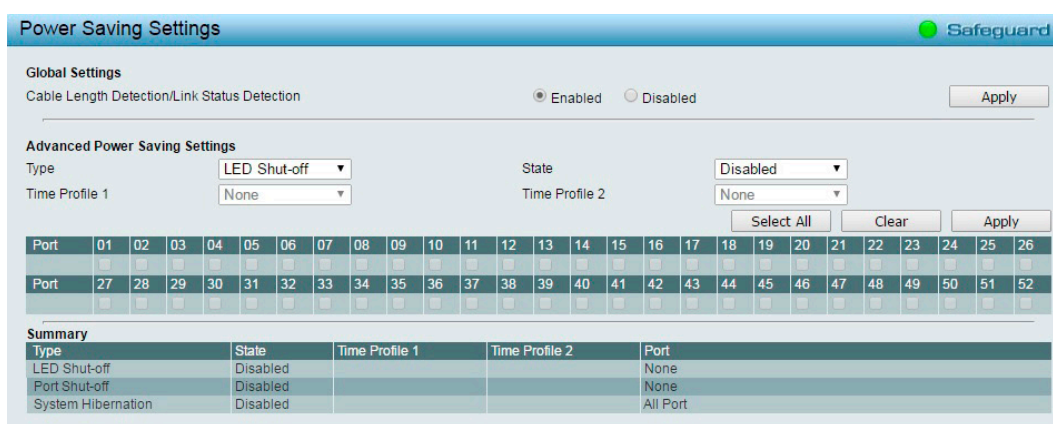 Power Saving Settings Safeguard
Global Settings
Cable Length Detection/Link Status Detection Enabled Disabled Apply
Advanced Power Saving Settings
Type LED Shut-off State Disabled
Time Profile 1 None Time Profile 2 None
Select All Clear Apply
Port 01 02 03 04 05 06 07 08 09 10 11 12 13 14 15 16 17 18 19 20 21 22 23 24 25 26
Port 27 28 29 30 31 32 33 34 35 36 37 38 39 40 41 42 43 44 45 46 47 48 49 50 51 52
Summary
Type State Time Profile 1 Time Profile 2 Port
LED Shut-off Disabled None
Port Shut-off Disabled None
System Hibernation Disabled All Port